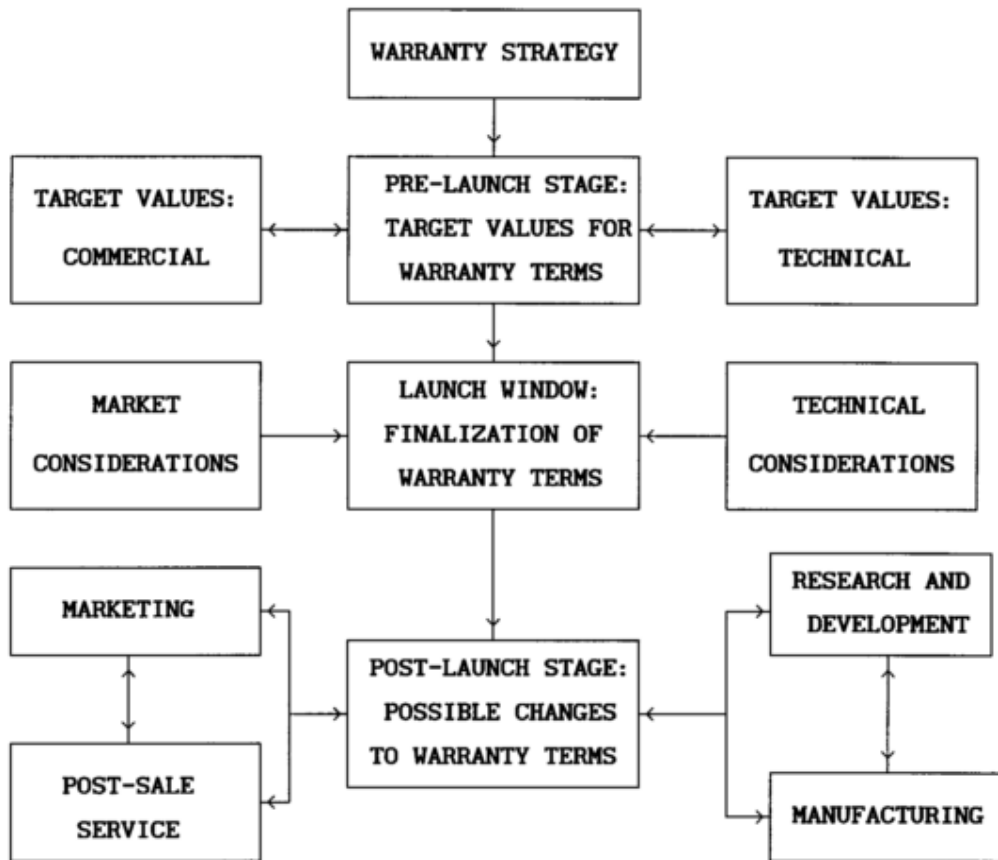 WARRANTY STRATEGY
TARGET VALUES:
COMMERCIAL
PRE-LAUNCH STAGE:
TARGET VALUES FOR
WARRANTY TERMS
TARGET VALUES:
TECHNICAL
MARKET
CONSIDERATIONS
LAUNCH WINDOW:
FINALIZATION OF
WARRANTY TERMS
TECHNICAL
CONSIDERATIONS
MARKETING
POST-SALE
SERVICE
POST-LAUNCH STAGE:
POSSIBLE CHANGES
TO WARRANTY TERMS
RESEARCH AND
DEVELOPMENT
MANUFACTURING